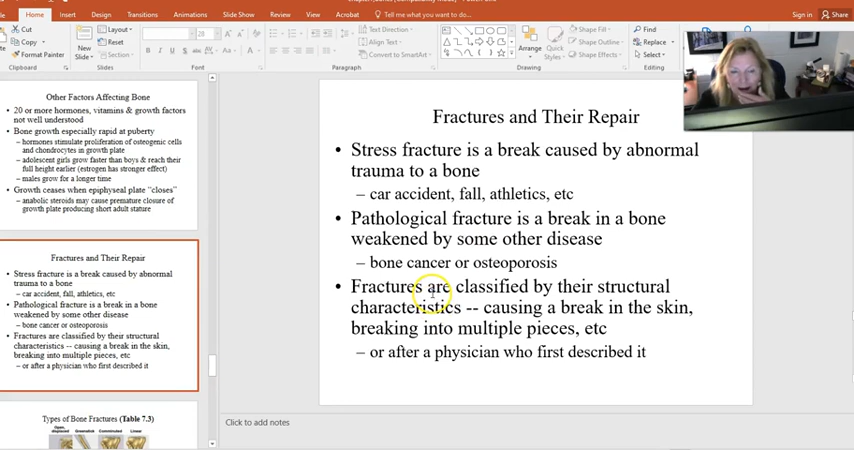 File
Home
Insert
Design
Transitions
Animations
Slide Show
Review
View
Acrobat
Tell me what you want to do...
Sign in
Share
Cut
Copy
Format Painter
Clipboard
New
Slide
Layout
Reset
Section
Slides
28
B I U S
Font
Text Direction
Align Text
Convert to SmartArt
Paragraph
Arrange
Quick
Styles
Shape Fill
Shape Outline
Shape Effects
Drawing
Find
Replace
Select
Editing
Other Factors Affecting Bone
• 20 or more hormones, vitamins & growth factors
not well understood
• Bone growth especially rapid at puberty
– hormones stimulate proliferation of osteogenic cells
and chondrocytes in growth plate
– adolescent girls grow faster than boys & reach their
full height earlier (estrogen has stronger effect)
– males grow for a longer time
• Growth ceases when epiphyseal plate "closes"
– anabolic steroids may cause premature closure of
growth plate producing short adult stature
Fractures and Their Repair
• Stress fracture is a break caused by abnormal
trauma to a bone
– car accident, fall, athletics, etc
• Pathological fracture is a break in a bone
weakened by some other disease
– bone cancer or osteoporosis
• Fractures are classified by their structural
characteristics -- causing a break in the skin,
breaking into multiple pieces, etc
– or after a physician who first described it
Types of Bone Fractures (Table 7.3)
Open,
displaced
Greenstick
Comminuted
Linear
Fractures and Their Repair
• Stress fracture is a break caused by abnormal
trauma to a bone
– car accident, fall, athletics, etc
• Pathological fracture is a break in a bone
weakened by some other disease
– bone cancer or osteoporosis
• Fractures are classified by their structural
characteristics -- causing a break in the skin,
breaking into multiple pieces, etc
– or after a physician who first described it
Click to add notes